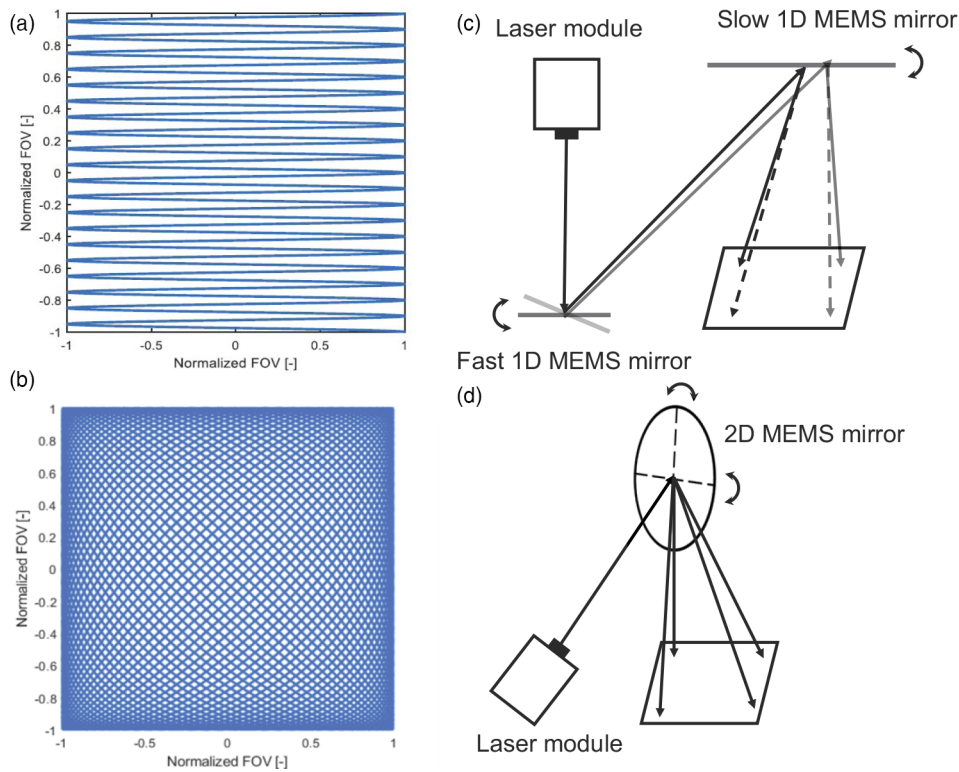 (a)
Normalized FOV [-]
1
0.8
0.6
0.4
0.2
0
-0.2
-0.4
-0.6
-0.8
-1
-1
-0.5
0
0.5
1
Normalized FOV [-]
(b)
Normalized FOV [-]
1
0.8
0.6
0.4
0.2
0
-0.2
-0.4
-0.6
-0.8
-1
-1
-0.5
0
0.5
1
Normalized FOV [-]
(c)
Laser module
Slow 1D MEMS mirror
Fast 1D MEMS mirror
(d)
2D MEMS mirror
Laser module